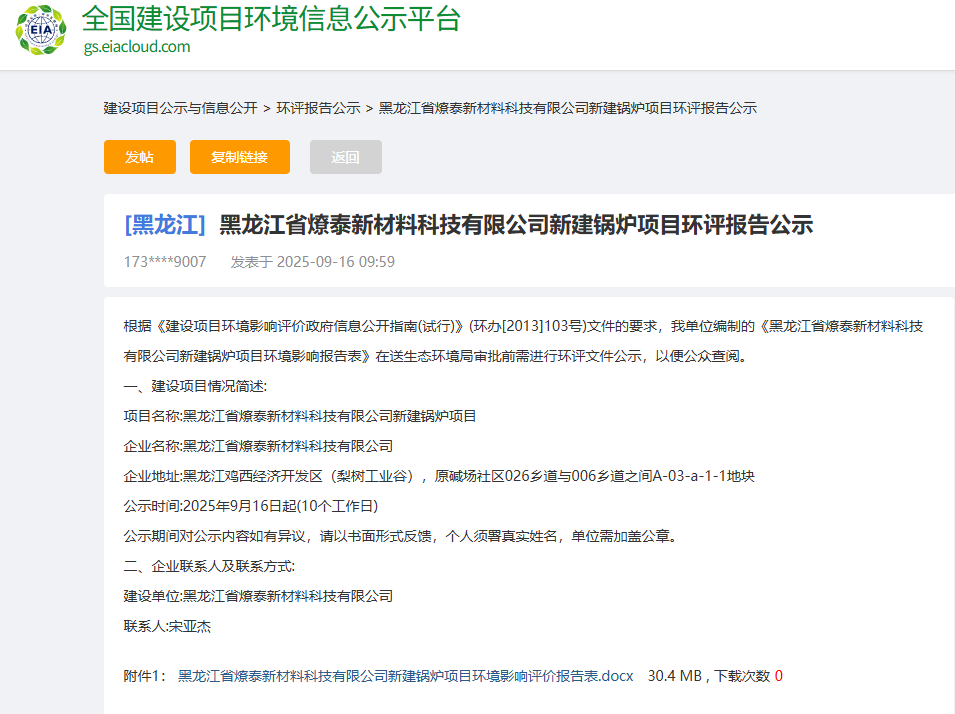 EIA
全国建设项目环境信息公示平台
gs.eiacloud.com
建设项目公示与信息公开 > 环评报告公示 > 黑龙江省燎泰新材料科技有限公司新建锅炉项目环评报告公示
发帖 复制链接 返回
[黑龙江] 黑龙江省燎泰新材料科技有限公司新建锅炉项目环评报告公示
173****9007 发表于 2025-09-16 09:59
根据《建设项目环境影响评价政府信息公开指南(试行)》(环办[2013]103号)文件的要求，我单位编制的《黑龙江省燎泰新材料科技
有限公司新建锅炉项目环境影响报告表》在送生态环境局审批前需进行环评文件公示，以便公众查阅。
一、建设项目情况简述:
项目名称:黑龙江省燎泰新材料科技有限公司新建锅炉项目
企业名称:黑龙江省燎泰新材料科技有限公司
企业地址:黑龙江鸡西经济开发区（梨树工业谷），原碱场社区026乡道与006乡道之间A-03-a-1-1地块
公示时间:2025年9月16日起(10个工作日)
公示期间对公示内容如有异议，请以书面形式反馈，个人须署真实姓名，单位需加盖公章。
二、企业联系人及联系方式:
建设单位:黑龙江省燎泰新材料科技有限公司
联系人:宋亚杰
附件1： 黑龙江省燎泰新材料科技有限公司新建锅炉项目环境影响评价报告表.docx 30.4 MB , 下载次数 0